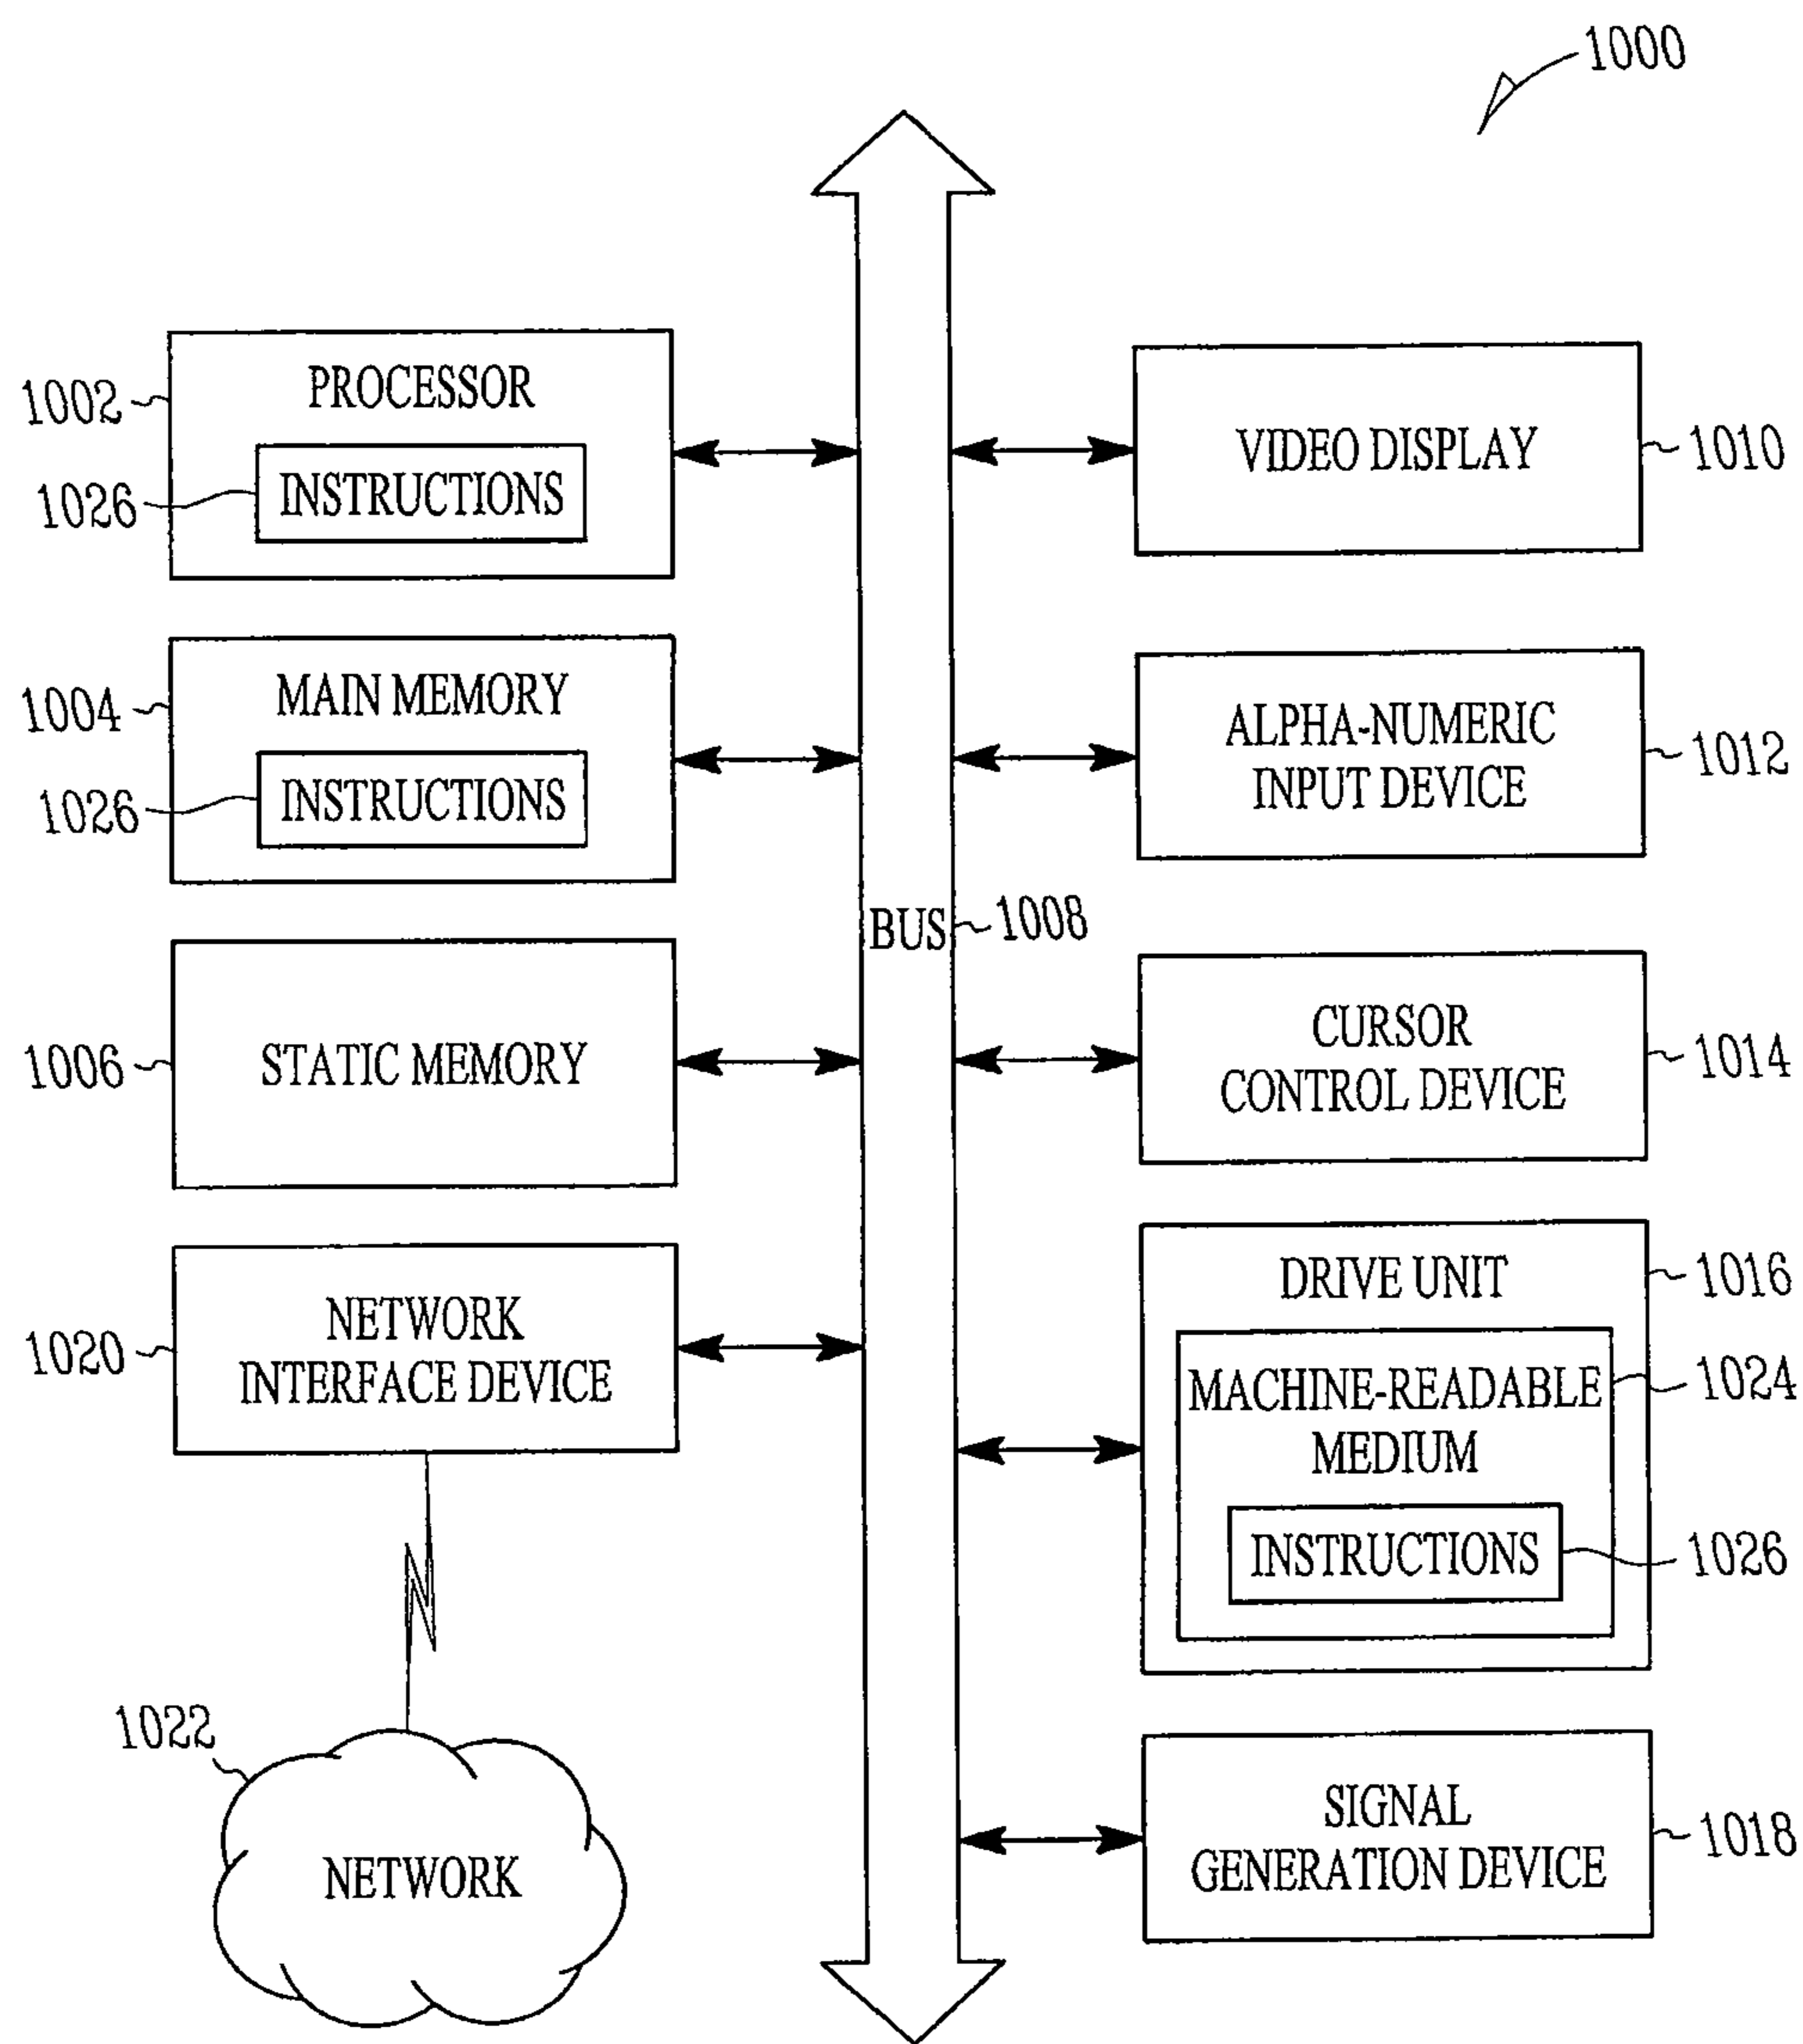 1000
PROCESSOR
1002
INSTRUCTIONS
1026
MAIN MEMORY
1004
INSTRUCTIONS
1026
STATIC MEMORY
1006
NETWORK
INTERFACE DEVICE
1020
1022
NETWORK
BUS
1008
VIDEO DISPLAY
1010
ALPHA-NUMERIC
INPUT DEVICE
1012
CURSOR
CONTROL DEVICE
1014
DRIVE UNIT
1016
MACHINE-READABLE
MEDIUM
1024
INSTRUCTIONS
1026
SIGNAL
GENERATION DEVICE
1018